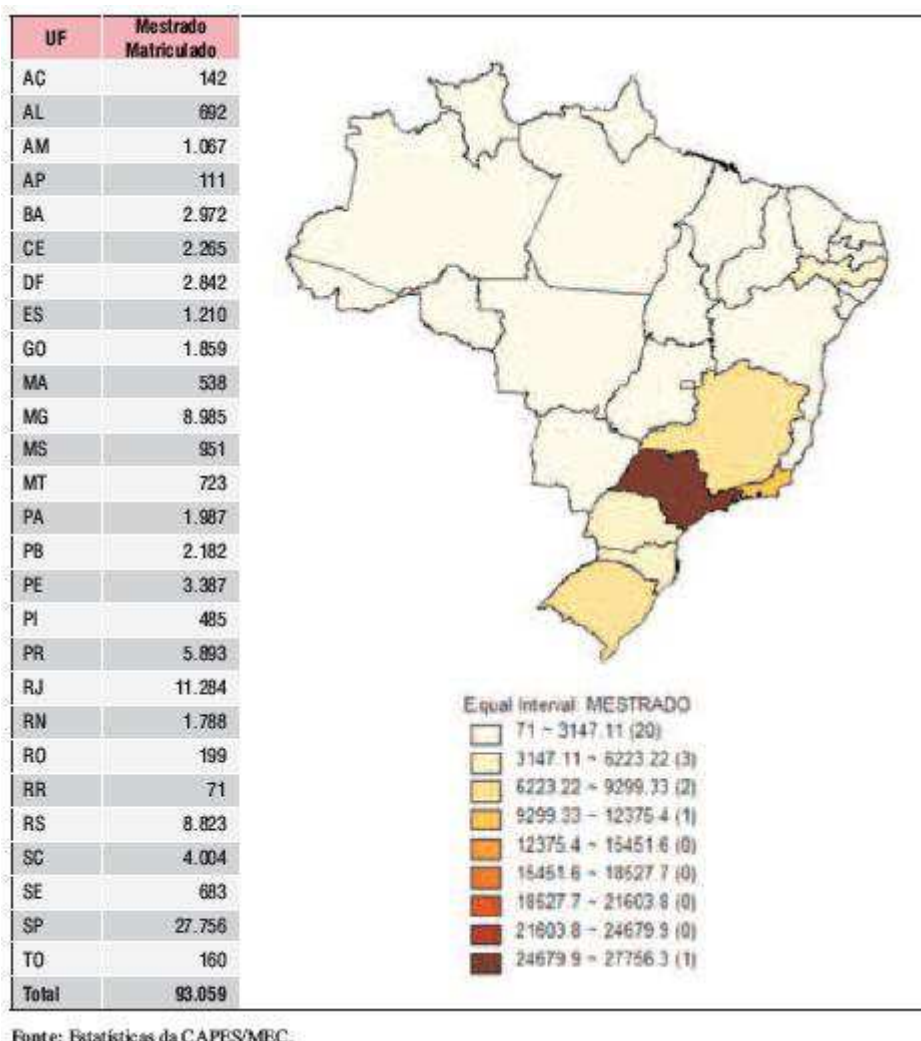 UF Mestrado Matriculado
AC 142
AL 692
AM 1.067
AP 111
BA 2.972
CE 2.265
DF 2.842
ES 1.210
GO 1.859
MA 538
MG 8.985
MS 951
MT 723
PA 1.987
PB 2.182
PE 3.387
PI 485
PR 5.893
RJ 11.284
RN 1.788
RO 199
RR 71
RS 8.823
SC 4.004
SE 683
SP 27.756
TO 160
Total 93.059
Equal Interval: MESTRADO
71 ~ 3147.11 (20)
3147.11 ~ 6223.22 (3)
6223.22 ~ 9299.33 (2)
9299.33 ~ 12375.4 (1)
12375.4 ~ 15451.6 (0)
15451.6 ~ 18527.7 (0)
18527.7 ~ 21603.8 (0)
21603.8 ~ 24679.9 (0)
24679.9 ~ 27756.3 (1)
Fonte: Estatísticas da CAPES/MEC.